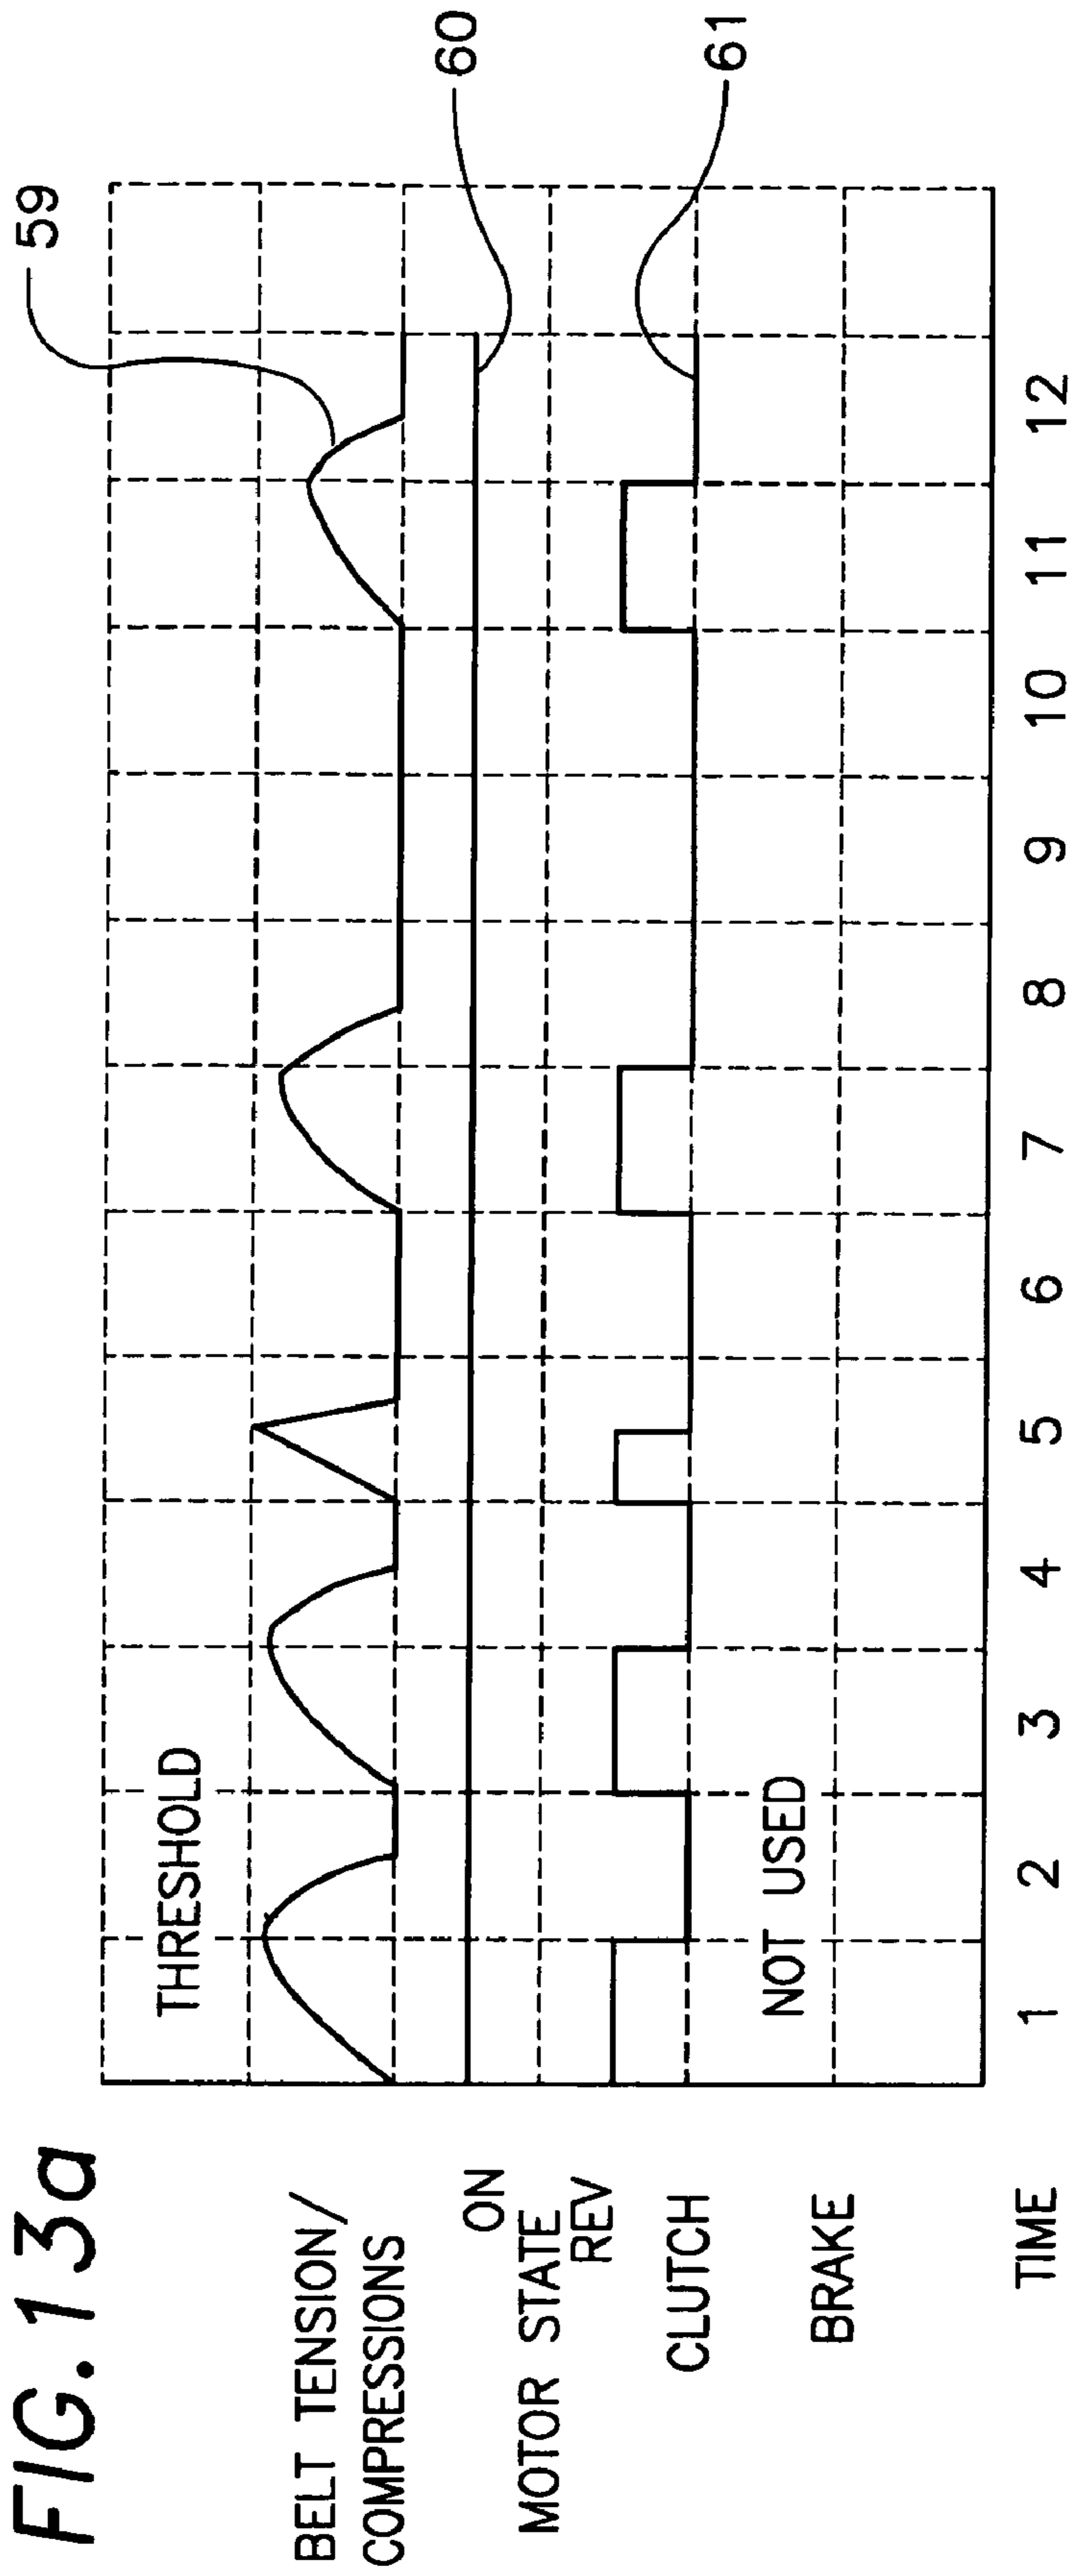 FIG. 13a
59
60
61
THRESHOLD
BELT TENSION/
COMPRESSIONS
ON
MOTOR STATE
REV
CLUTCH
NOT USED
BRAKE
TIME
1 2 3 4 5 6 7 8 9 10 11 12